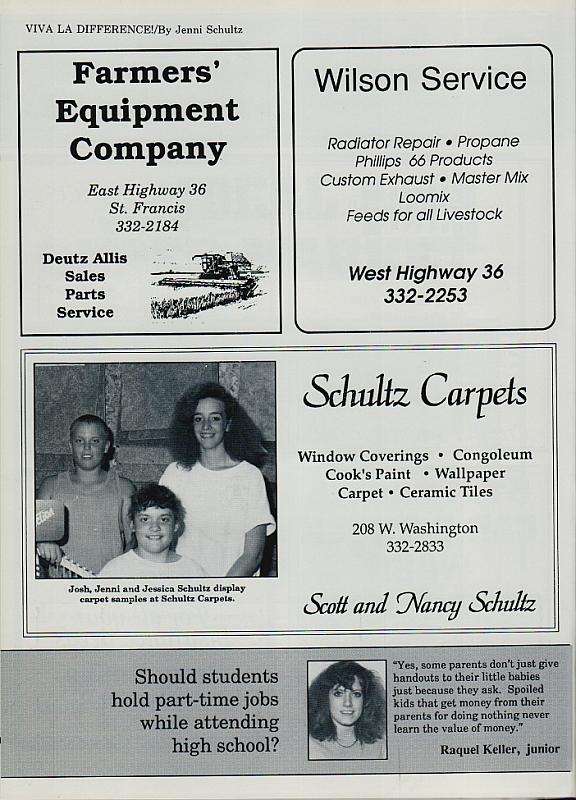 VIVA LA DIFFERENCE!/By Jenni Schultz
Farmers'
Equipment
Company
East Highway 36
St. Francis
332-2184
Deutz Allis
Sales
Parts
Service
Wilson Service
Radiator Repair • Propane
Phillips 66 Products
Custom Exhaust • Master Mix
Loomix
Feeds for all Livestock
West Highway 36
332-2253
Josh, Jenni and Jessica Schultz display
carpet samples at Schultz Carpets.
Schultz Carpets
Window Coverings • Congoleum
Cook's Paint • Wallpaper
Carpet • Ceramic Tiles
208 W. Washington
332-2833
Scott and Nancy Schultz
Should students
hold part-time jobs
while attending
high school?
"Yes, some parents don't just give
handouts to their little babies
just because they ask. Spoiled
kids that get money from their
parents for doing nothing never
learn the value of money."
Raquel Keller, junior